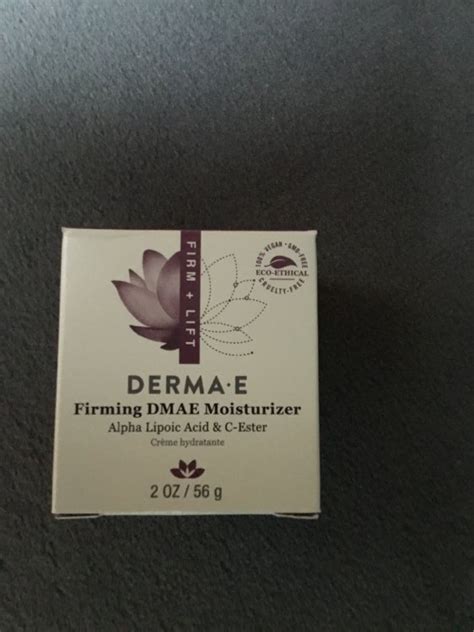 FIRM + LIFT
100% VEGAN • GMO-FREE
ECO-ETHICAL
CRUELTY-FREE
DERMA·E
Firming DMAE Moisturizer
Alpha Lipoic Acid & C-Ester
Crème hydratante
2 OZ / 56 g